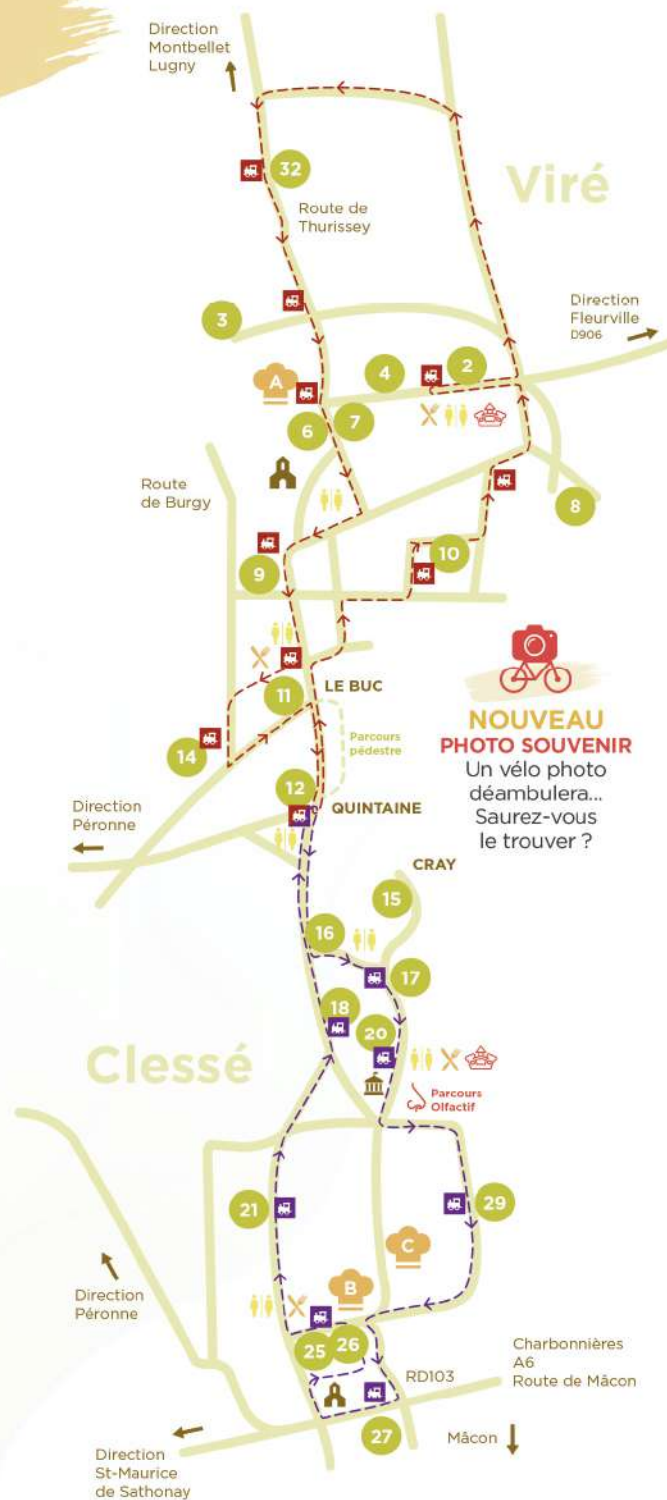 Direction
Montbellet
Lugny
32
Viré
Route de
Thurissey
3
Direction
Fleurville
D906
4
2
A
6
7
Route
de Burgy
8
9
10
LE BUC
11
NOUVEAU
PHOTO SOUVENIR
Un vélo photo
déambulera...
Saurez-vous
le trouver ?
Parcours
pédestre
14
12
QUINTAINE
Direction
Péronne
CRAY
15
16
17
18
20
Clessé
Parcours
Olfactif
21
29
C
B
Direction
Péronne
25
26
Charbonnières
A6
Route de Mâcon
RD103
27
Mâcon
Direction
St-Maurice
de Sathonay